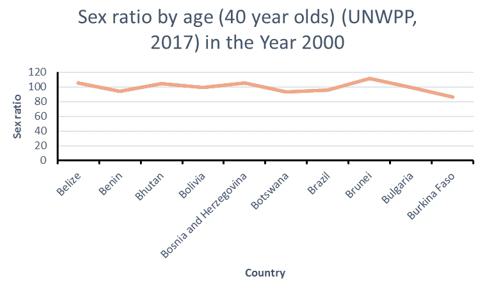 Sex ratio by age (40 year olds) (UNWPP,
2017) in the Year 2000
Sex ratio
120
100
80
60
40
20
0
Belize
Benin
Bhutan
Bolivia
Bosnia and Herzegovina
Botswana
Brazil
Brunei
Bulgaria
Burkina Faso
Country